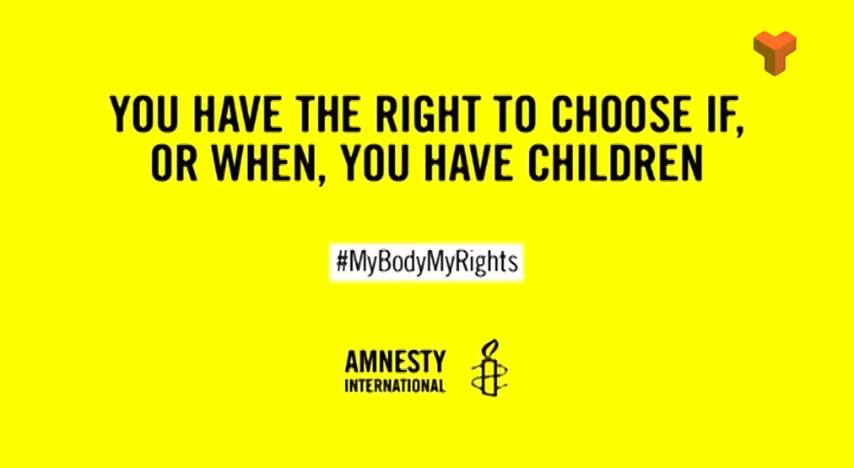 YOU HAVE THE RIGHT TO CHOOSE IF,
OR WHEN, YOU HAVE CHILDREN
#MyBodyMyRights
AMNESTY
INTERNATIONAL